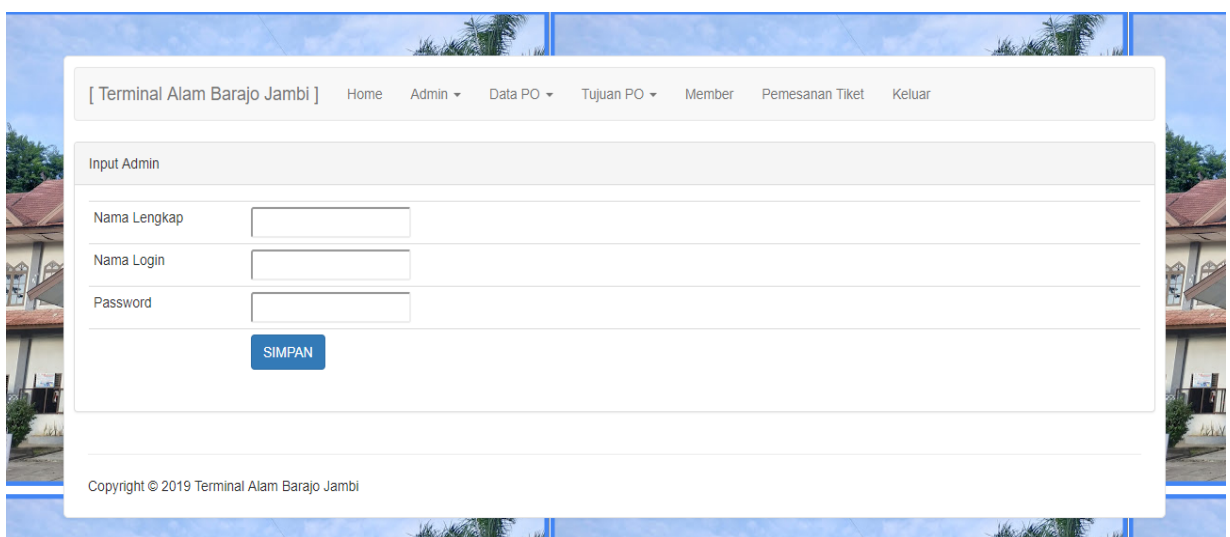 [ Terminal Alam Barajo Jambi ] Home Admin Data PO Tujuan PO Member Pemesanan Tiket Keluar
Input Admin
Nama Lengkap
Nama Login
Password
SIMPAN
Copyright © 2019 Terminal Alam Barajo Jambi